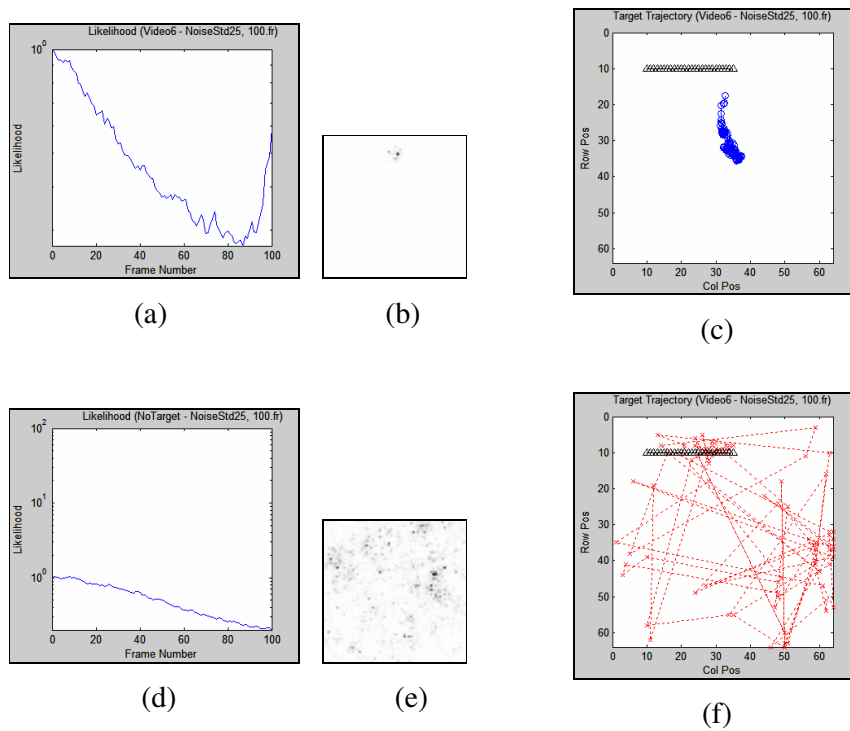 Likelihood (Video6 - NoiseStd25, 100.fr)
10^0
Likelihood
0 20 40 60 80 100
Frame Number
(a)
(b)
Target Trajectory (Video6 - NoiseStd25, 100.fr)
0
10
20
30
40
50
60
Row Pos
0 10 20 30 40 50 60
Col Pos
(c)
Likelihood (NoTarget - NoiseStd25, 100.fr)
10^2
10^1
10^0
Likelihood
0 20 40 60 80 100
Frame Number
(d)
(e)
Target Trajectory (Video6 - NoiseStd25, 100.fr)
0
10
20
30
40
50
60
Row Pos
0 10 20 30 40 50 60
Col Pos
(f)